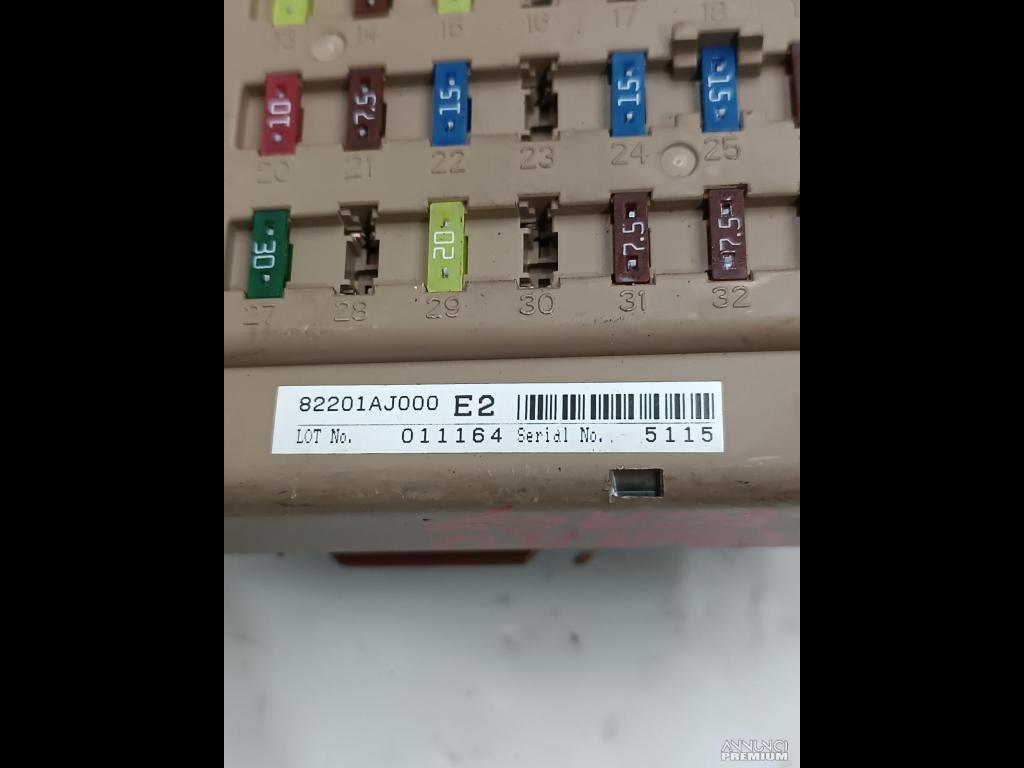 13 14 15 16 17 18
10 7.5 15 15 15
20 21 22 23 24 25
30 20 7.5 7.5
27 28 29 30 31 32
82201AJ000 E2
LOT No. 011164 Serial No. 5115
ANNUNCI
PREMIUM